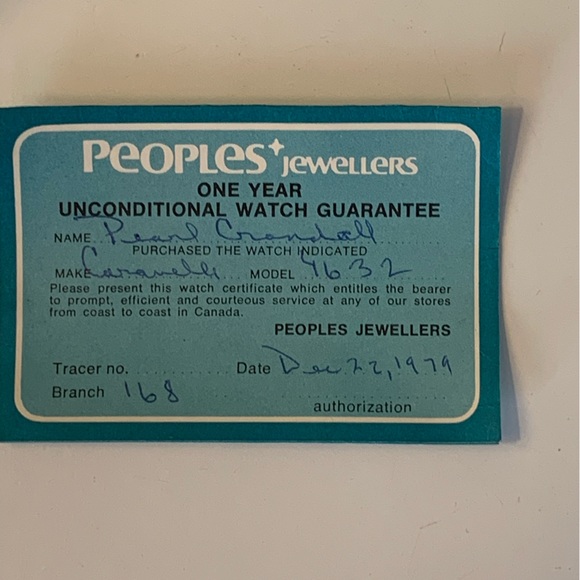 PEOPLES JEWELLERS
ONE YEAR
UNCONDITIONAL WATCH GUARANTEE
NAME Pearl Crandall
PURCHASED THE WATCH INDICATED
MAKE Caravelle MODEL 4632
Please present this watch certificate which entitles the bearer
to prompt, efficient and courteous service at any of our stores
from coast to coast in Canada.
PEOPLES JEWELLERS
Tracer no. Date Dec 22, 1979
Branch 168
authorization